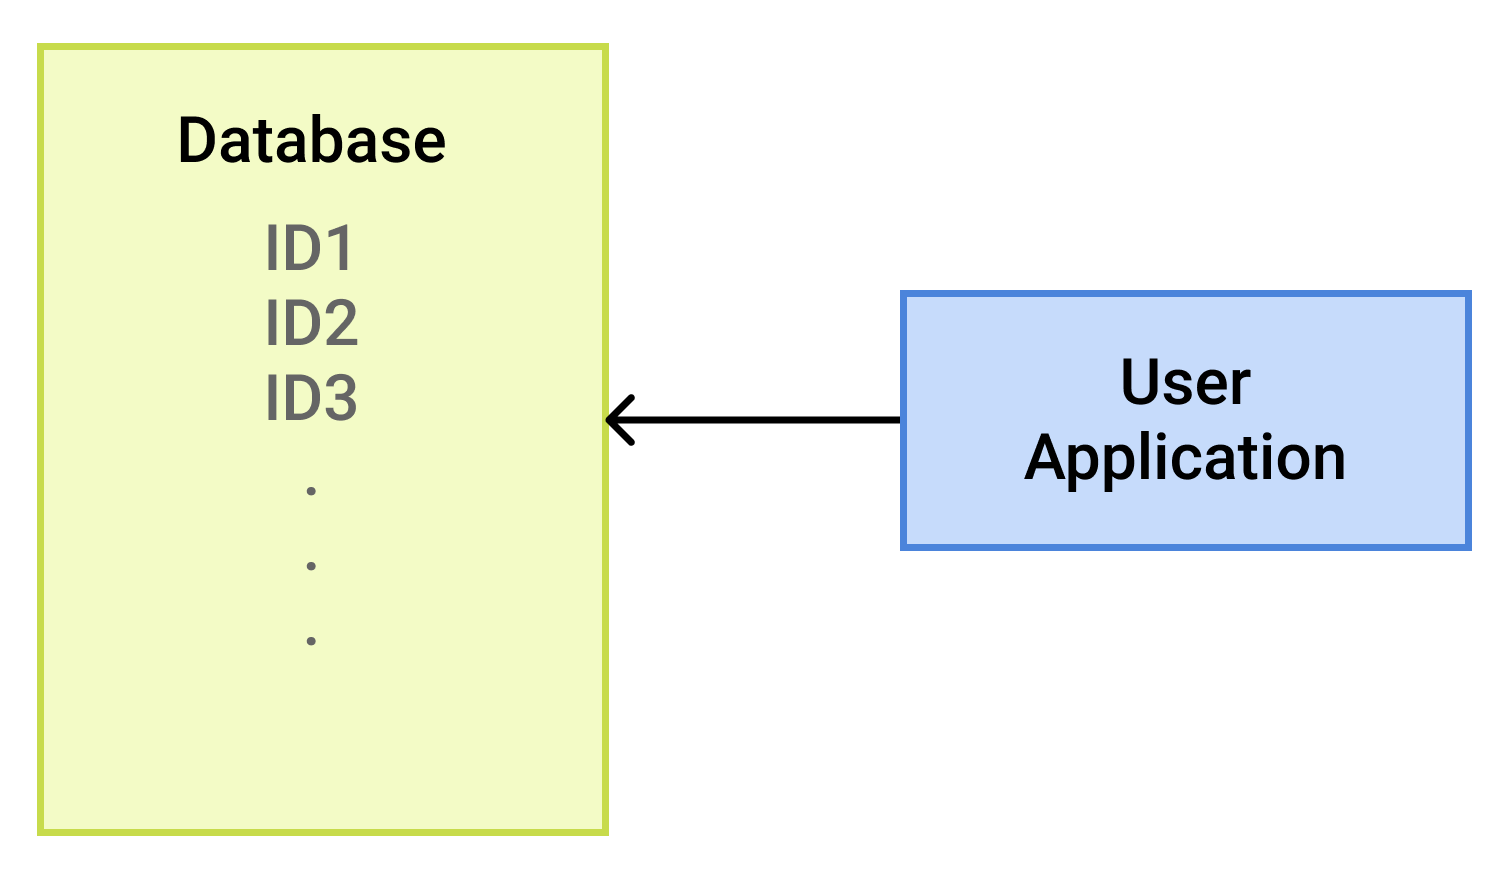 Database
ID1
ID2
ID3
.
.
.
User
Application